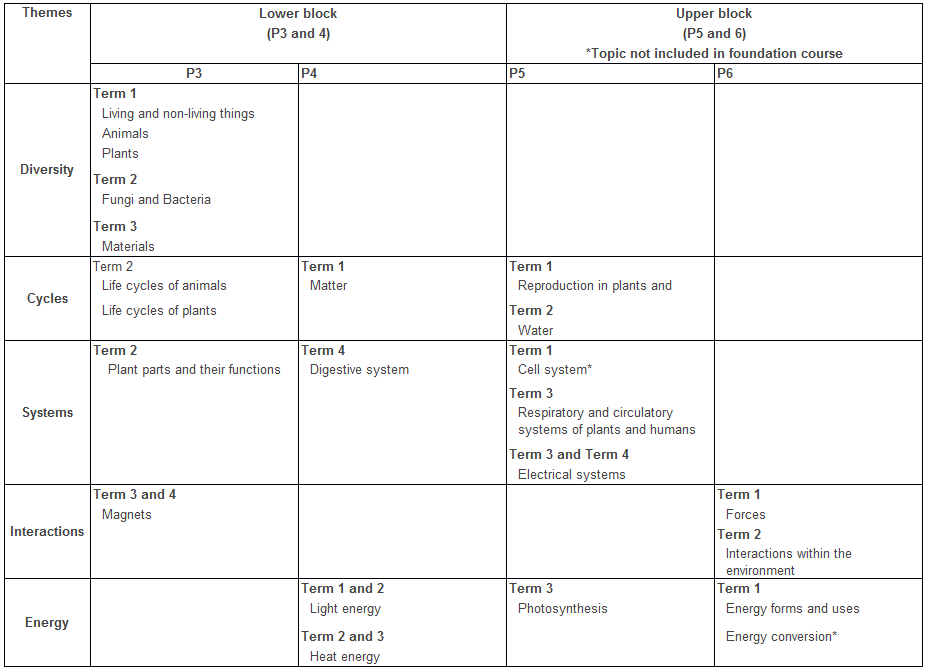 Themes
Lower block
(P3 and 4)
Upper block
(P5 and 6)
*Topic not included in foundation course
P3
P4
P5
P6
Diversity
Term 1
Living and non-living things
Animals
Plants
Term 2
Fungi and Bacteria
Term 3
Materials
Cycles
Term 2
Life cycles of animals
Life cycles of plants
Term 1
Matter
Term 1
Reproduction in plants and
Term 2
Water
Systems
Term 2
Plant parts and their functions
Term 4
Digestive system
Term 1
Cell system*
Term 3
Respiratory and circulatory
systems of plants and humans
Term 3 and Term 4
Electrical systems
Interactions
Term 3 and 4
Magnets
Term 1
Forces
Term 2
Interactions within the
environment
Energy
Term 1 and 2
Light energy
Term 2 and 3
Heat energy
Term 3
Photosynthesis
Term 1
Energy forms and uses
Energy conversion*